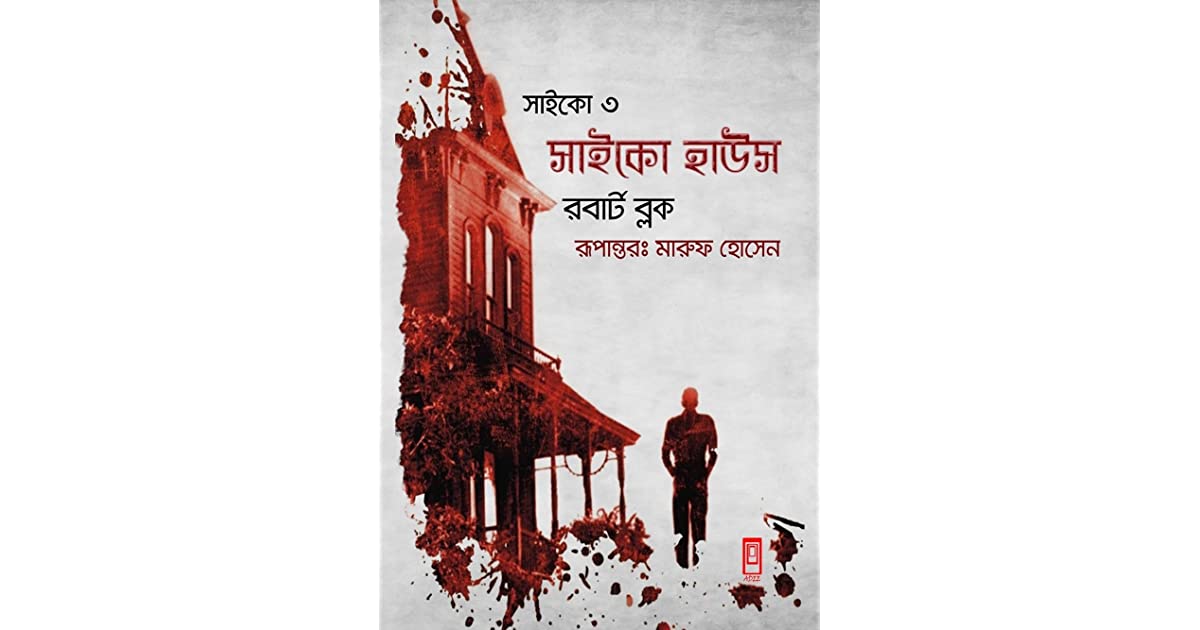 সাইকো ৩
সাইকো হাউস
রবার্ট ব্লক
রূপান্তরঃ মারুফ হোসেন